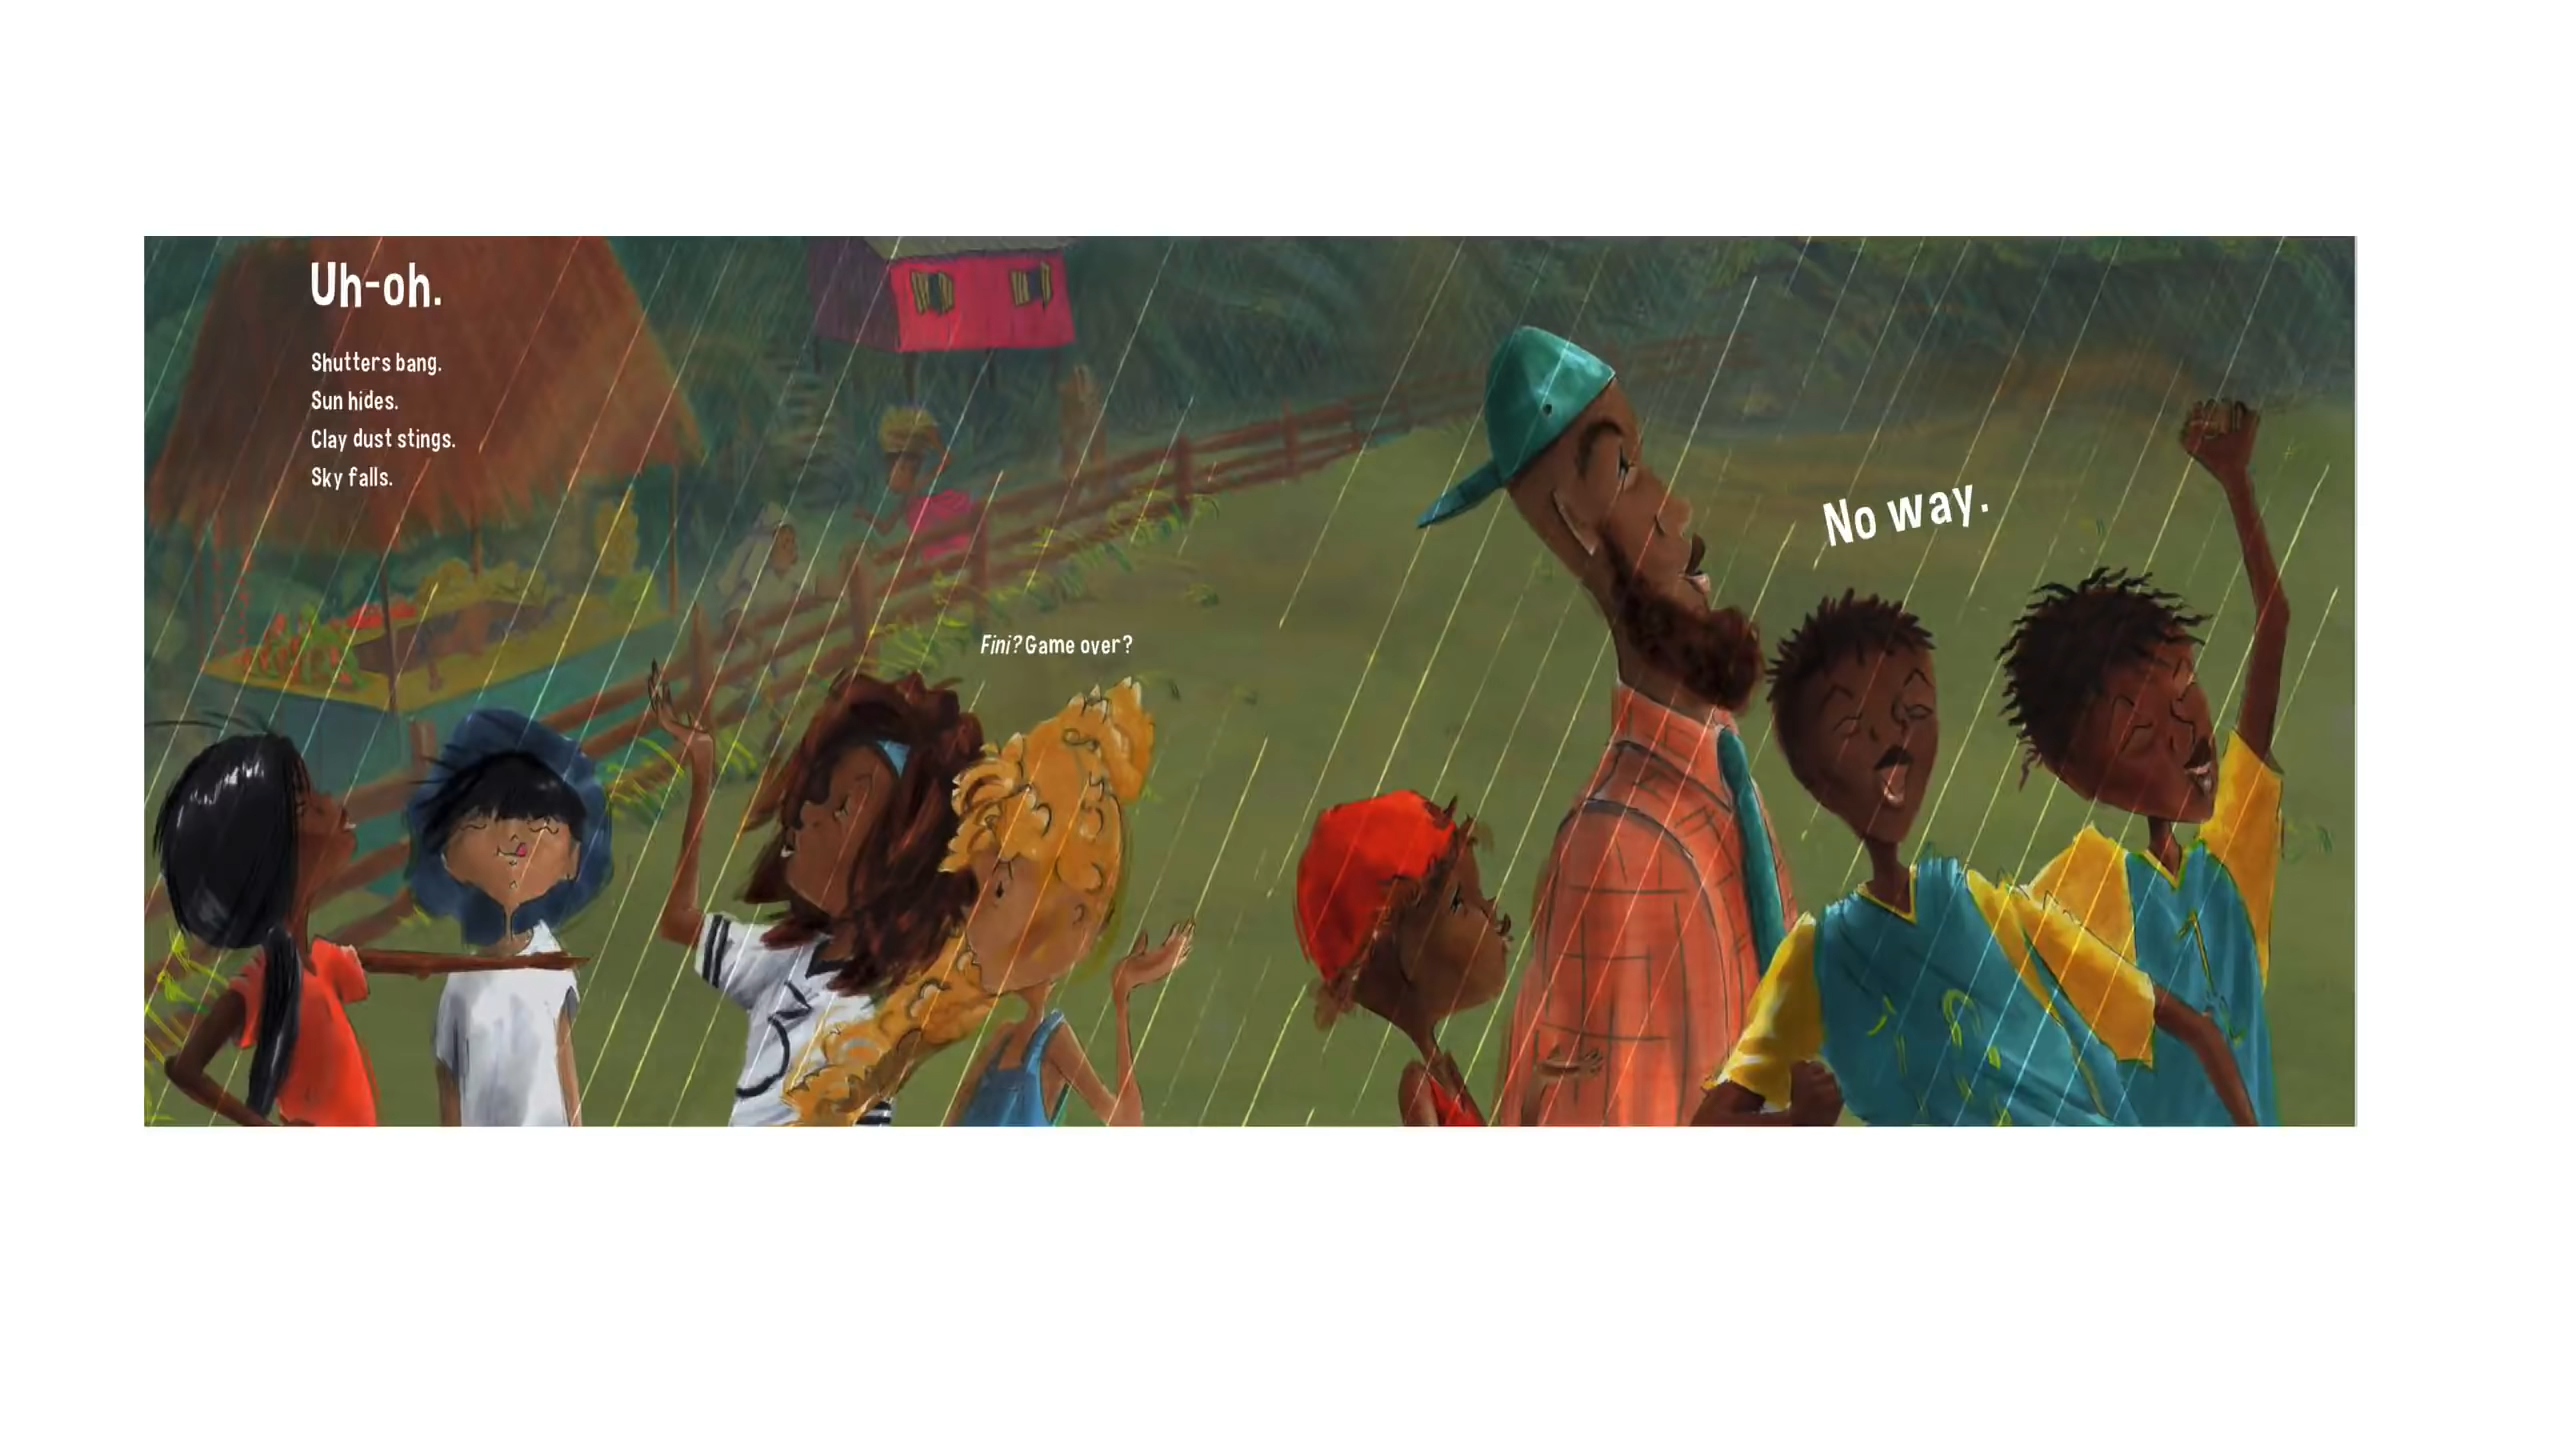 Uh-oh.
Shutters bang.
Sun hides.
Clay dust stings.
Sky falls.
Fini? Game over?
No way.